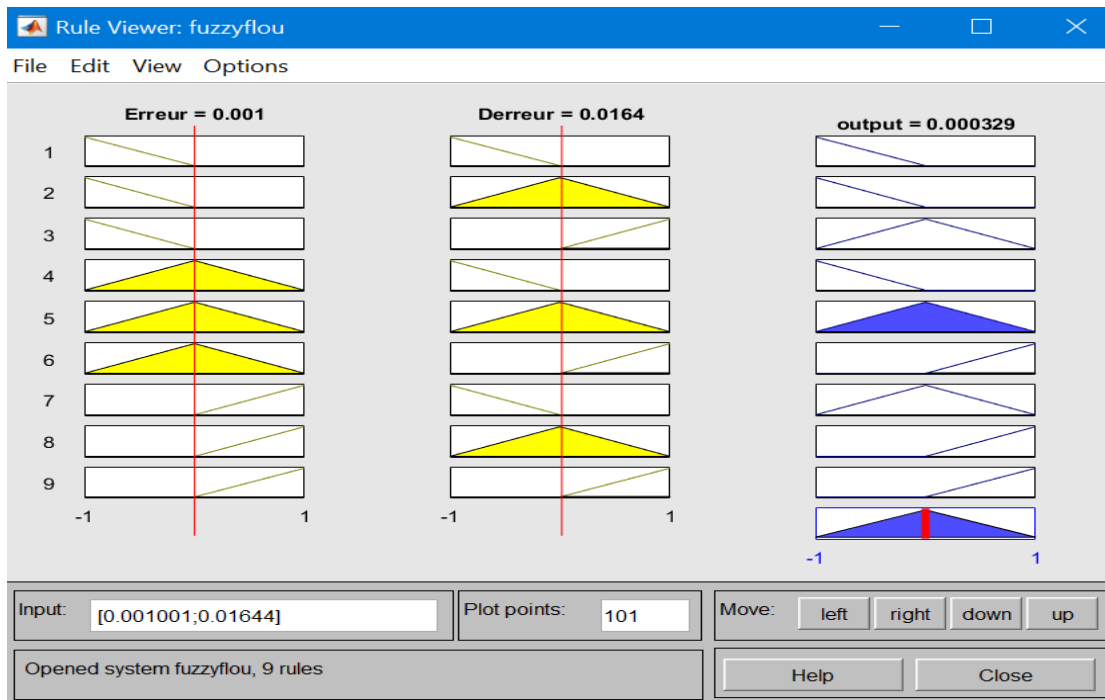 Rule Viewer: fuzzyflou
File Edit View Options
Erreur = 0.001
Derreur = 0.0164
output = 0.000329
1
2
3
4
5
6
7
8
9
-1 1
-1 1
-1 1
Input: [0.001001;0.01644]
Plot points: 101
Move: left right down up
Opened system fuzzyflou, 9 rules
Help Close